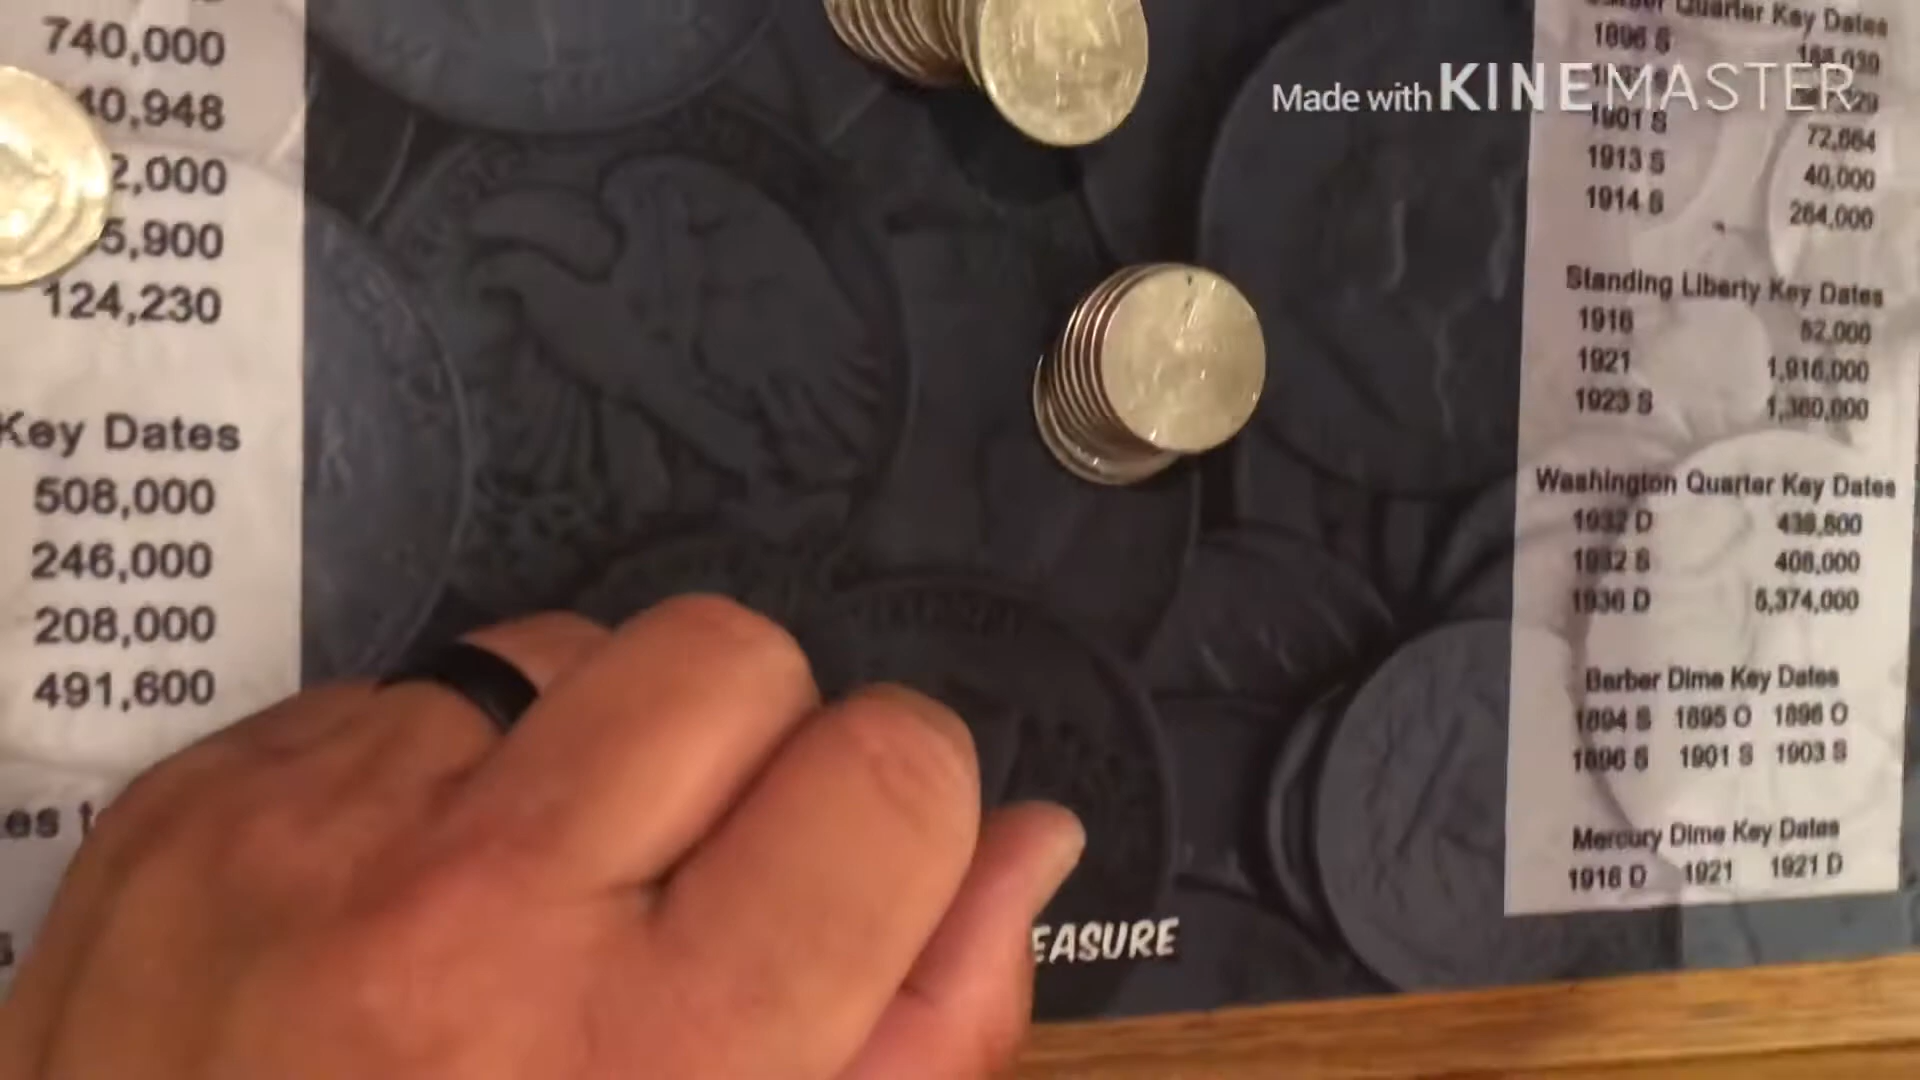 740,000
40,948
2,000
5,900
124,230
Key Dates
508,000
246,000
208,000
491,600
es t
EASURE
Made with KINEMASTER
Quarter Key Dates
1896 S
1901 S 72,664
1913 S 40,000
1914 S 264,000
Standing Liberty Key Dates
1916 52,000
1921 1,916,000
1923 S 1,360,000
Washington Quarter Key Dates
1932 D 436,800
1932 S 408,000
1936 D 5,374,000
Barber Dime Key Dates
1894 S 1895 O 1896 O
1896 S 1901 S 1903 S
Mercury Dime Key Dates
1916 D 1921 1921 D